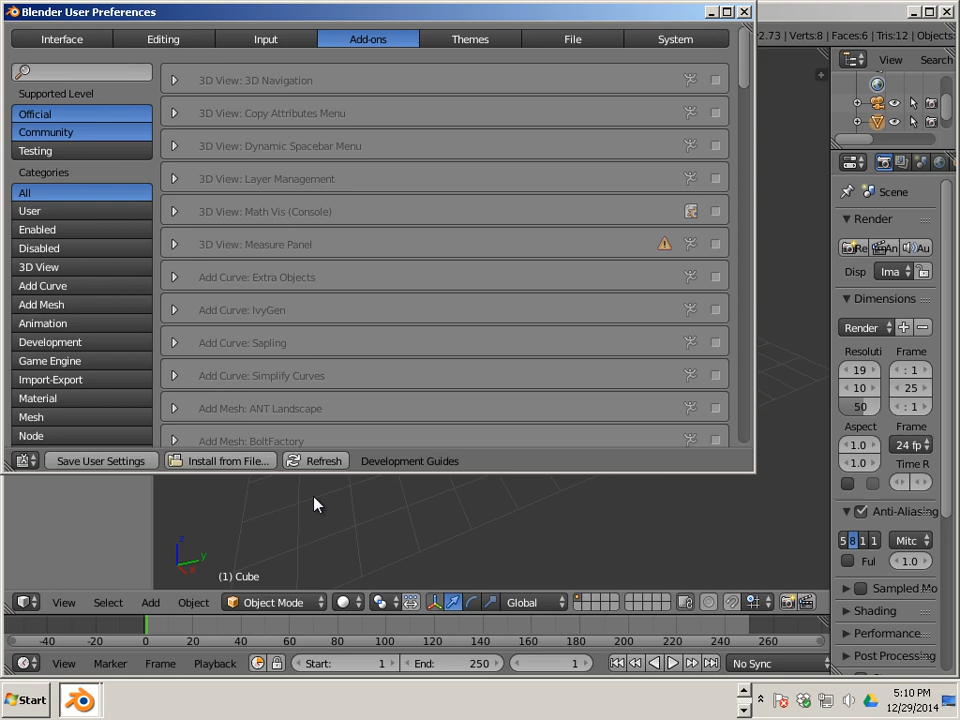 Blender User Preferences
Interface
Editing
Input
Add-ons
Themes
File
System
2.73 | Verts:8 | Faces:6 | Tris:12 | Objects:
View
Search
Supported Level
Official
Community
Testing
Categories
All
User
Enabled
Disabled
3D View
Add Curve
Add Mesh
Animation
Development
Game Engine
Import-Export
Material
Mesh
Node
3D View: 3D Navigation
3D View: Copy Attributes Menu
3D View: Dynamic Spacebar Menu
3D View: Layer Management
3D View: Math Vis (Console)
3D View: Measure Panel
Add Curve: Extra Objects
Add Curve: IvyGen
Add Curve: Sapling
Add Curve: Simplify Curves
Add Mesh: ANT Landscape
Add Mesh: BoltFactory
Save User Settings
Install from File...
Refresh
Development Guides
Scene
Render
Re
An
Au
Disp
Ima
Dimensions
Render
Resoluti
Frame
19
: 1
10
25
50
: 1
Aspect
Frame
1.0
24 fp
1.0
Time R
Anti-Aliasing
5 8 1 1
Mitc
Ful
1.0
Sampled Mo
Shading
Performance
Post Processing
z
y
x
(1) Cube
View
Select
Add
Object
Object Mode
Global
-40 -20 0 20 40 60 80 100 120 140 160 180 200 220 240 260
View
Marker
Frame
Playback
Start: 1
End: 250
1
No Sync
Start
5:10 PM
12/29/2014